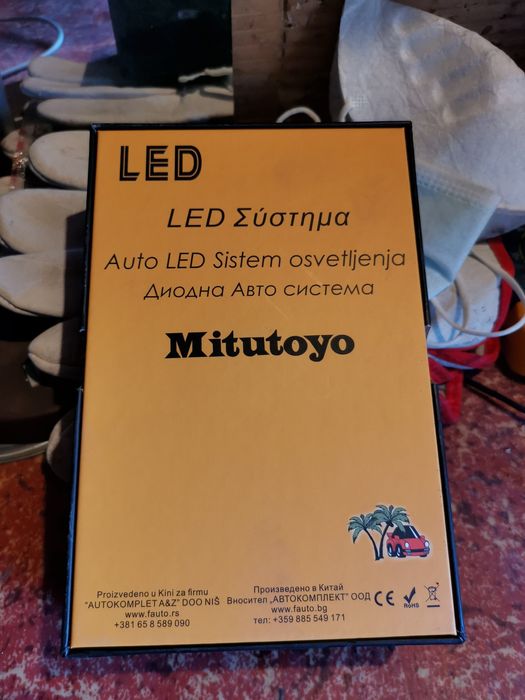 LED
LED Σύστημα
Auto LED Sistem osvetljenja
Диодна Авто система
Mitutoyo
Proizvedeno u Kini za firmu
"AUTOKOMPLET A&Z" DOO NIŠ
www.fauto.rs
+381 65 8 589 090
Произведено в Китай
Вносител „АВТОКОМПЛЕКТ" ООД
www.fauto.bg
тел: +359 885 549 171
CE
RoHS